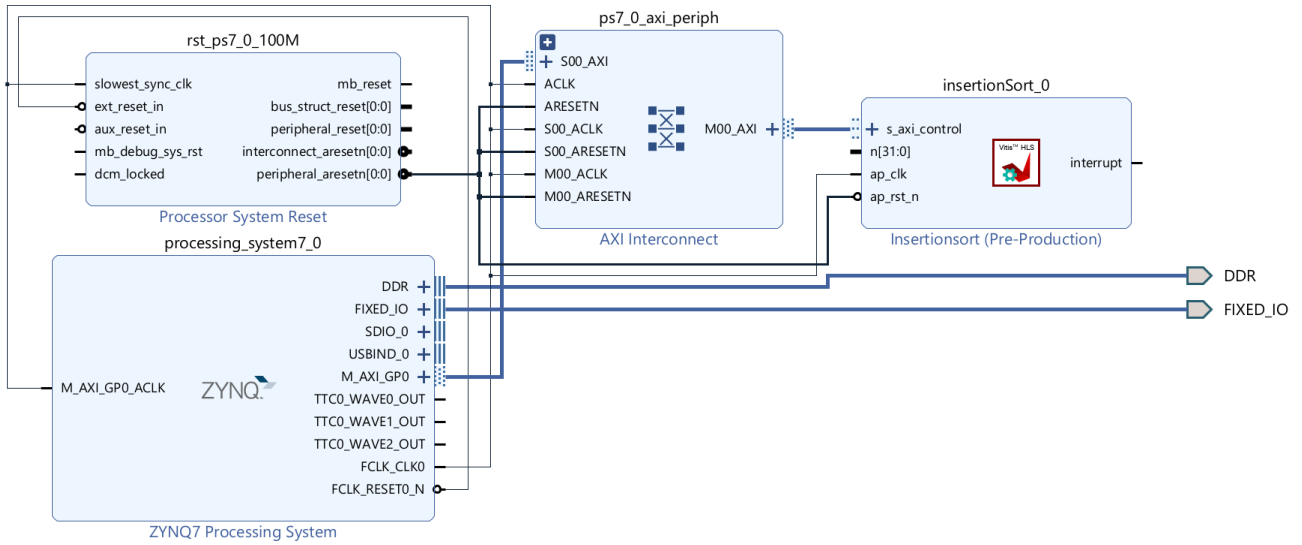 rst_ps7_0_100M
slowest_sync_clk
ext_reset_in
aux_reset_in
mb_debug_sys_rst
dcm_locked
mb_reset
bus_struct_reset[0:0]
peripheral_reset[0:0]
interconnect_aresetn[0:0]
peripheral_aresetn[0:0]
Processor System Reset
ps7_0_axi_periph
S00_AXI
ACLK
ARESETN
S00_ACLK
S00_ARESETN
M00_ACLK
M00_ARESETN
M00_AXI
AXI Interconnect
insertionSort_0
s_axi_control
n[31:0]
ap_clk
ap_rst_n
Vitis™ HLS
interrupt
Insertionsort (Pre-Production)
processing_system7_0
M_AXI_GP0_ACLK
ZYNQ
DDR
FIXED_IO
SDIO_0
USBIND_0
M_AXI_GP0
TTC0_WAVE0_OUT
TTC0_WAVE1_OUT
TTC0_WAVE2_OUT
FCLK_CLK0
FCLK_RESET0_N
ZYNQ7 Processing System
DDR
FIXED_IO